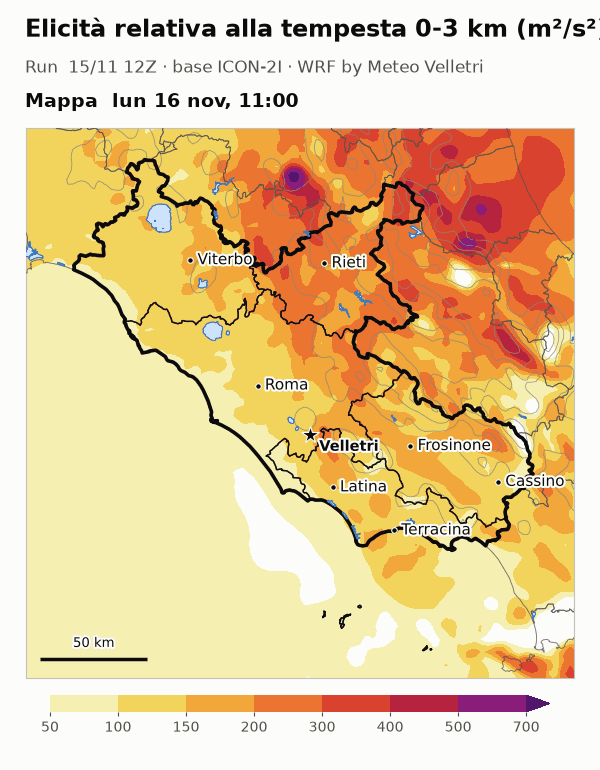 Elicità relativa alla tempesta 0-3 km (m²/s²)
Run 15/11 12Z · base ICON-2I · WRF by Meteo Velletri
Mappa lun 16 nov, 11:00
Viterbo
Rieti
Roma
Velletri
Frosinone
Latina
Cassino
Terracina
50 km
50 100 150 200 300 400 500 700